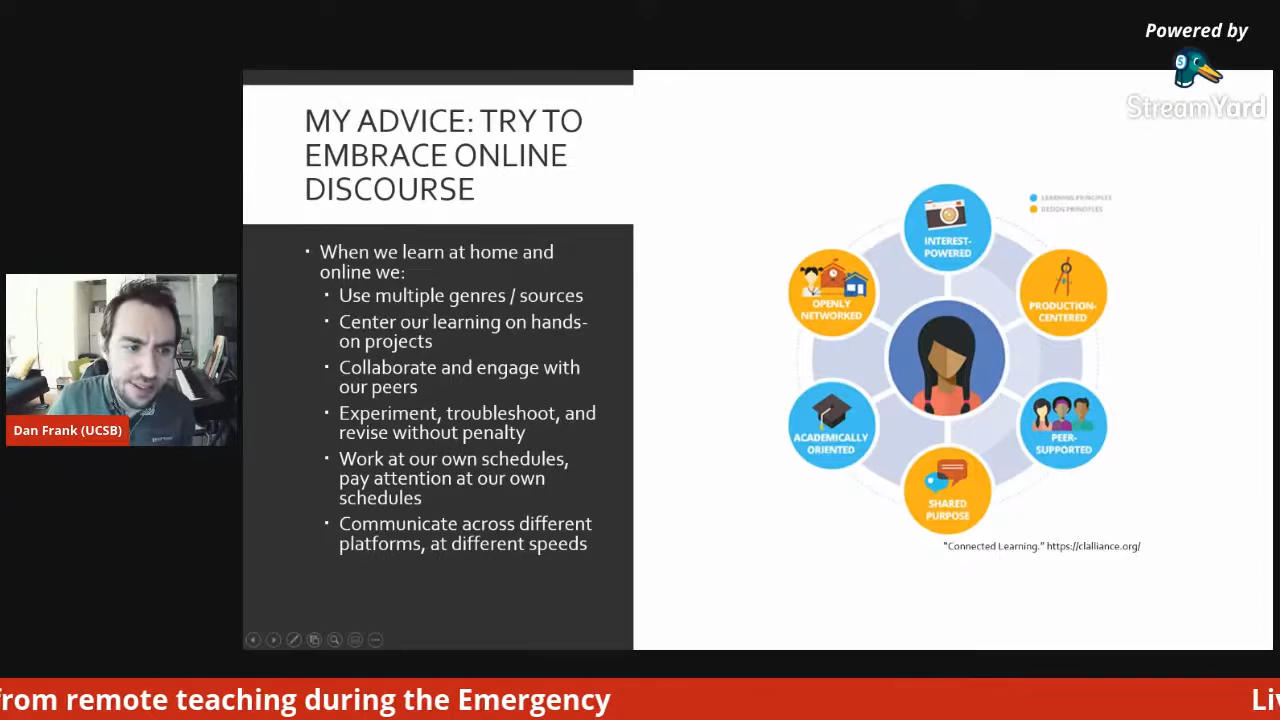 Powered by
StreamYard
MY ADVICE: TRY TO
EMBRACE ONLINE
DISCOURSE
When we learn at home and
online we:
Use multiple genres / sources
Center our learning on hands-
on projects
Collaborate and engage with
our peers
Experiment, troubleshoot, and
revise without penalty
Work at our own schedules,
pay attention at our own
schedules
Communicate across different
platforms, at different speeds
LEARNING PRINCIPLES
DESIGN PRINCIPLES
INTEREST-
POWERED
OPENLY
NETWORKED
PRODUCTION-
CENTERED
ACADEMICALLY
ORIENTED
PEER-
SUPPORTED
SHARED
PURPOSE
"Connected Learning." https://clalliance.org/
Dan Frank (UCSB)
from remote teaching during the Emergency
Liv